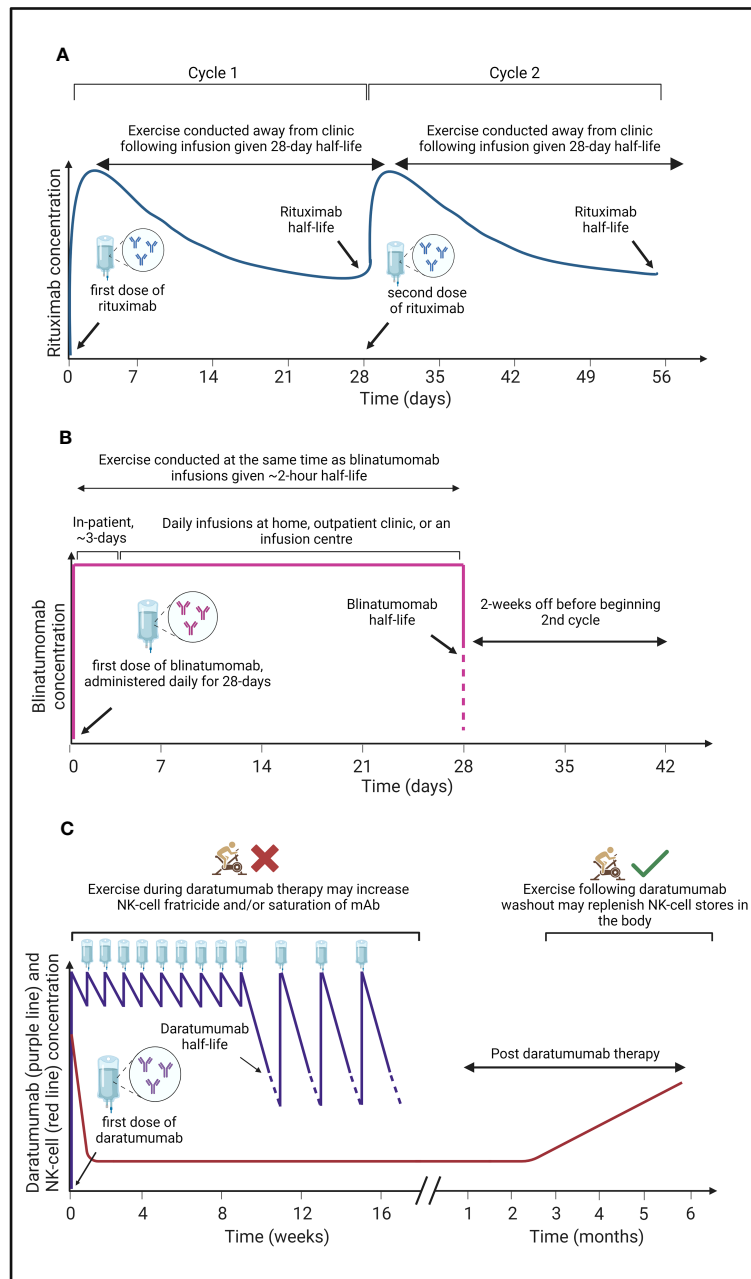 A
Cycle 1
Cycle 2
Exercise conducted away from clinic
following infusion given 28-day half-life
Exercise conducted away from clinic
following infusion given 28-day half-life
Rituximab concentration
Rituximab
half-life
Rituximab
half-life
first dose of
rituximab
second dose
of rituximab
0 7 14 21 28 35 42 49 56
Time (days)
B
Exercise conducted at the same time as blinatumomab
infusions given ~2-hour half-life
In-patient,
~3-days
Daily infusions at home, outpatient clinic, or an
infusion centre
Blinatumomab
concentration
Blinatumomab
half-life
2-weeks off before beginning
2nd cycle
first dose of blinatumomab,
administered daily for 28-days
0 7 14 21 28 35 42
Time (days)
C
Exercise during daratumumab therapy may increase
NK-cell fratricide and/or saturation of mAb
Exercise following daratumumab
washout may replenish NK-cell stores in
the body
Daratumumab (purple line) and
NK-cell (red line) concentration
Daratumumab
half-life
Post daratumumab therapy
first dose of
daratumumab
0 4 8 12 16 1 2 3 4 5 6
Time (weeks)
Time (months)